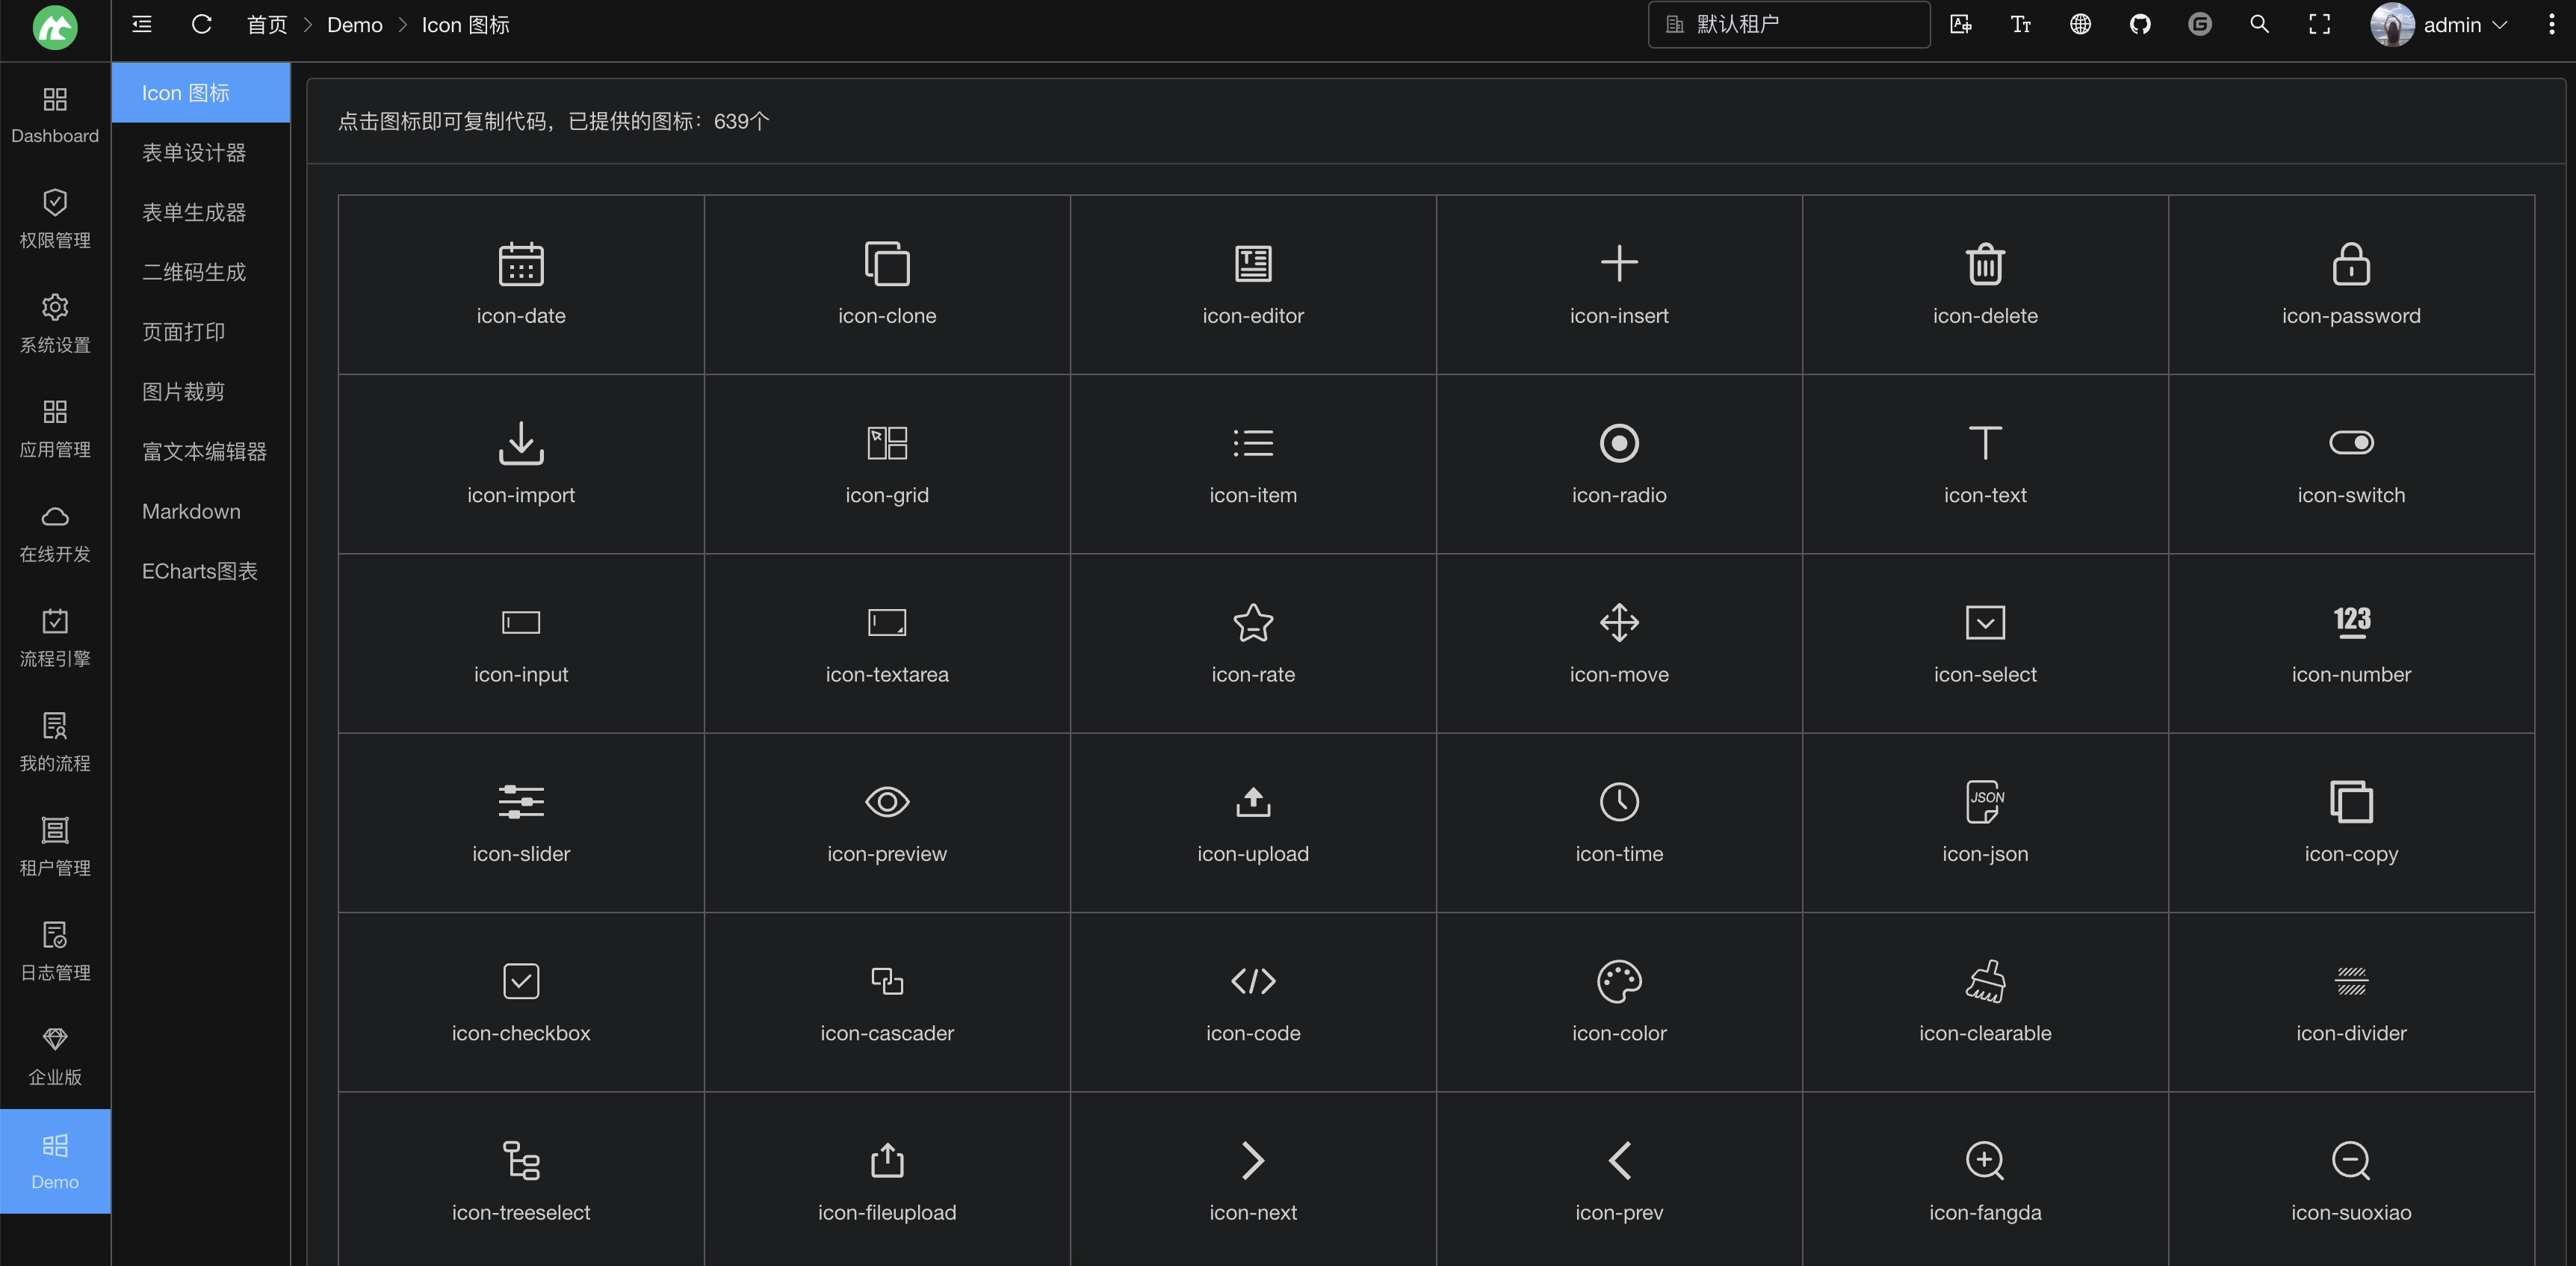 首页 > Demo > Icon 图标
默认租户
admin
Dashboard
权限管理
系统设置
应用管理
在线开发
流程引擎
我的流程
租户管理
日志管理
企业版
Demo
Icon 图标
表单设计器
表单生成器
二维码生成
页面打印
图片裁剪
富文本编辑器
Markdown
ECharts图表
点击图标即可复制代码，已提供的图标：639个
icon-date
icon-clone
icon-editor
icon-insert
icon-delete
icon-password
icon-import
icon-grid
icon-item
icon-radio
icon-text
icon-switch
icon-input
icon-textarea
icon-rate
icon-move
icon-select
123
icon-number
icon-slider
icon-preview
icon-upload
icon-time
JSON
icon-json
icon-copy
icon-checkbox
icon-cascader
icon-code
icon-color
icon-clearable
icon-divider
icon-treeselect
icon-fileupload
icon-next
icon-prev
icon-fangda
icon-suoxiao